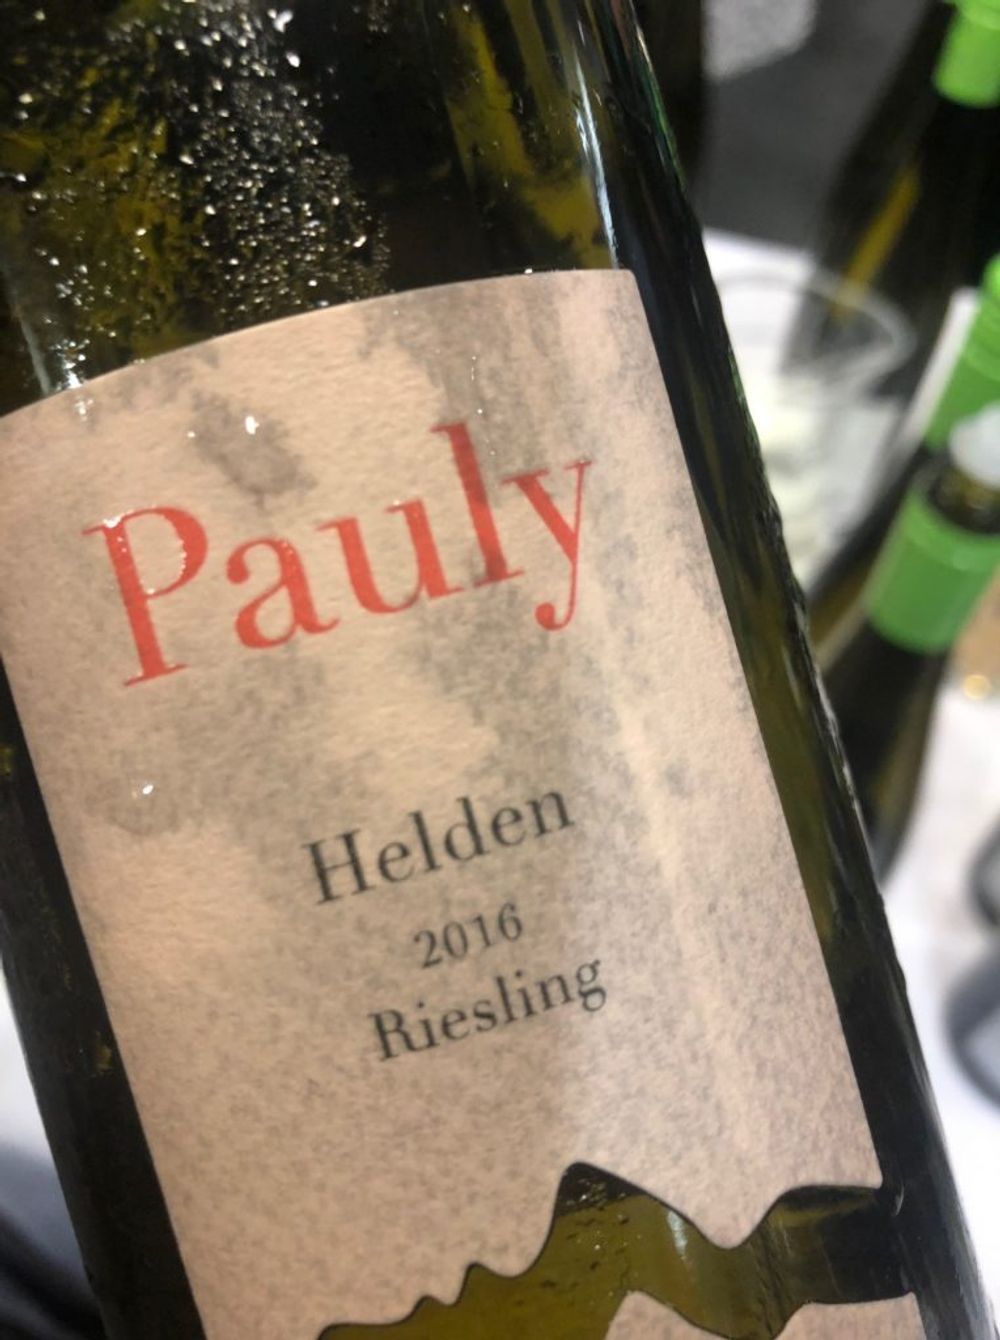 Pauly
Helden
2016
Riesling